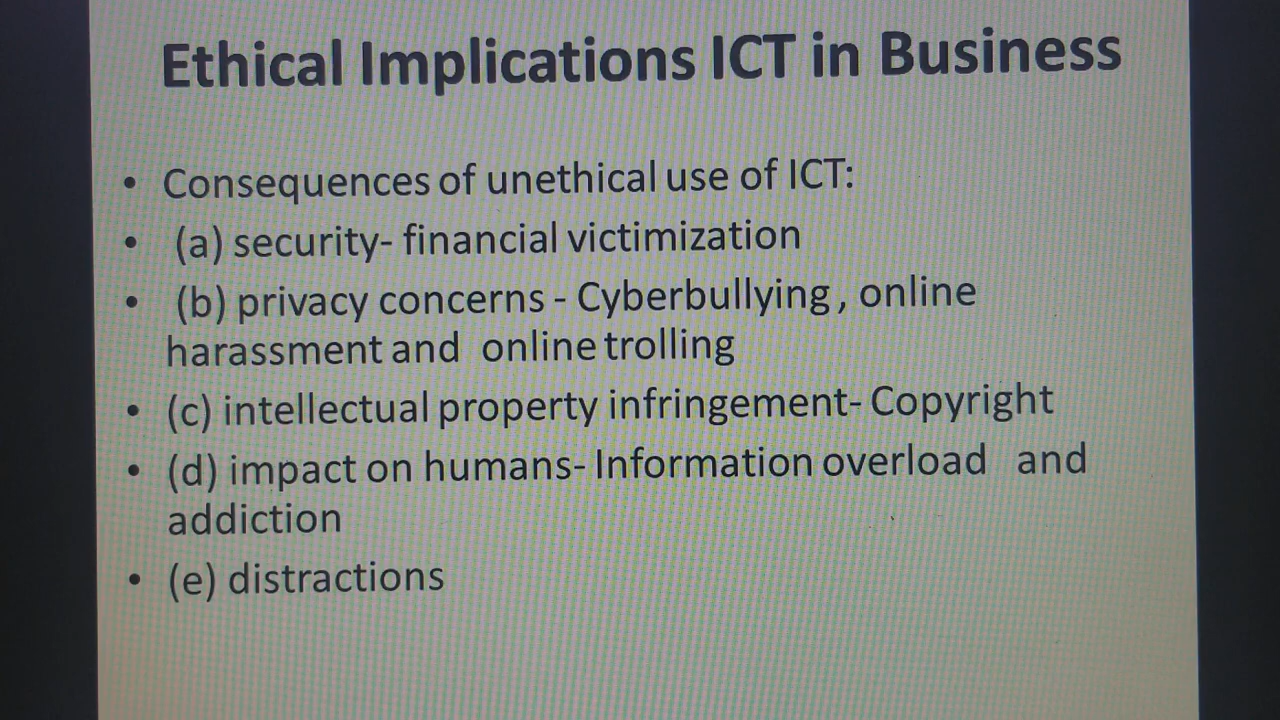 Ethical Implications ICT in Business
• Consequences of unethical use of ICT:
• (a) security- financial victimization
• (b) privacy concerns - Cyberbullying , online
harassment and online trolling
• (c) intellectual property infringement- Copyright
• (d) impact on humans- Information overload and
addiction
• (e) distractions